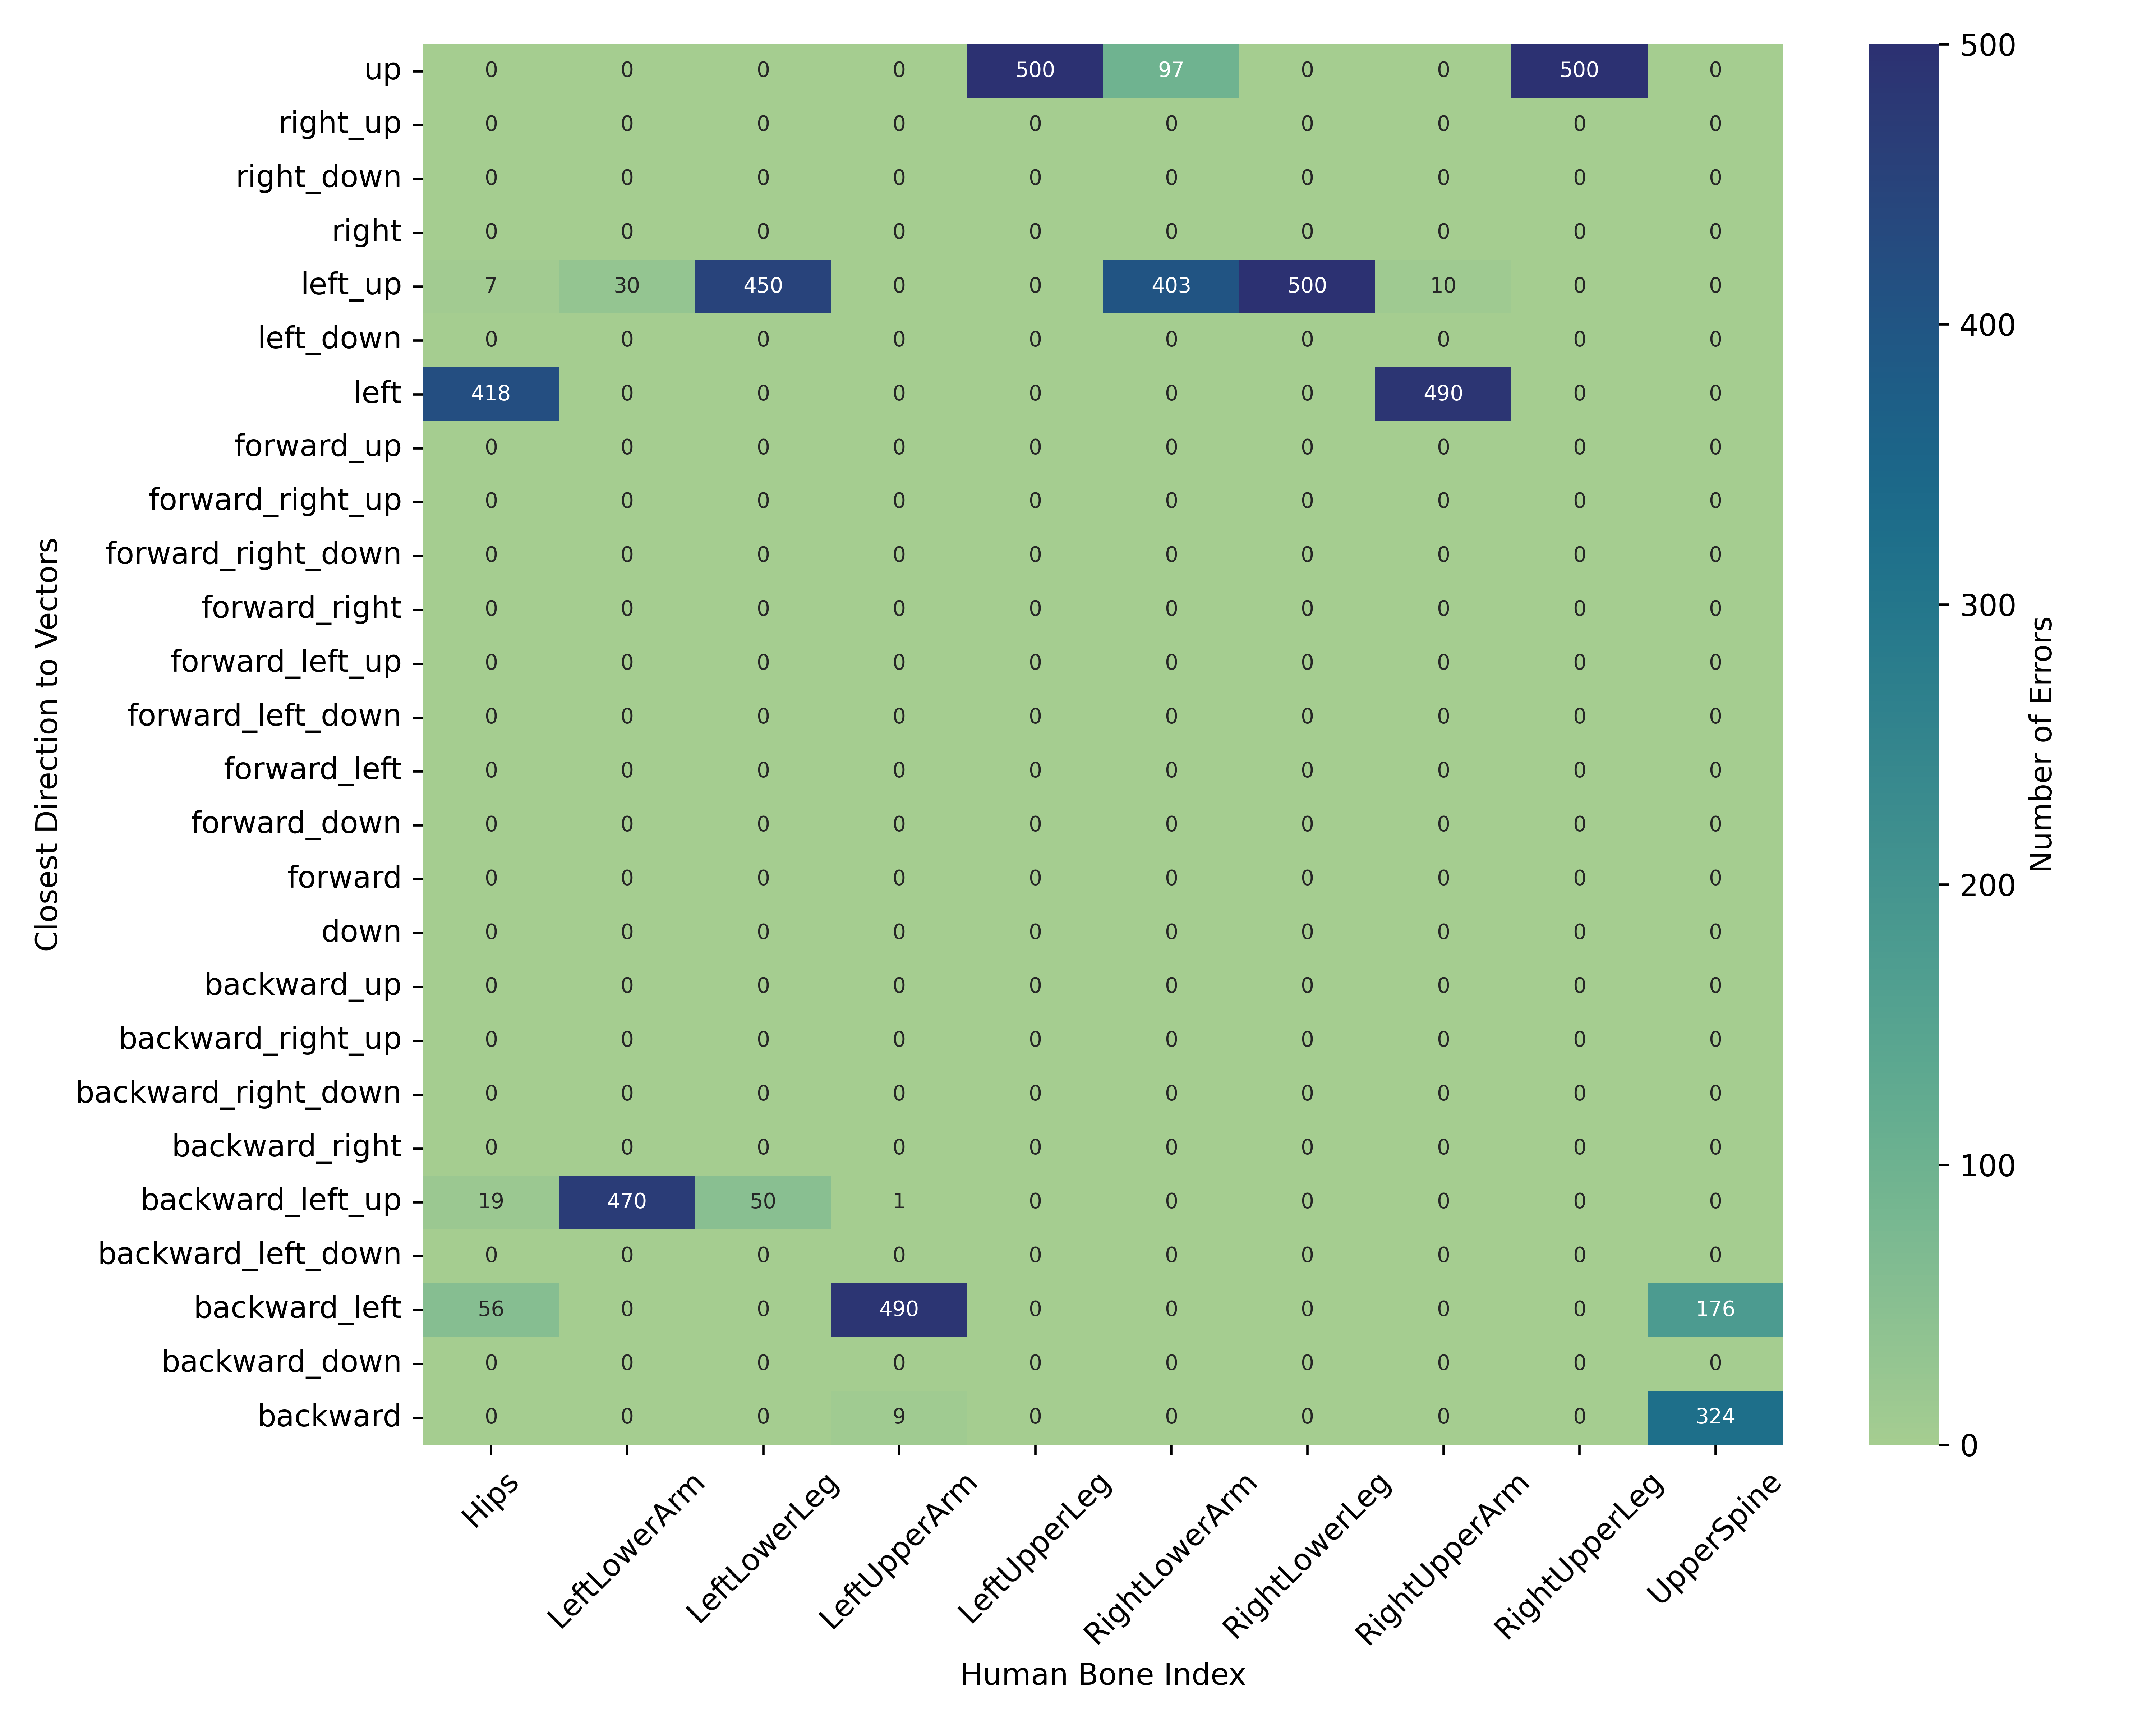 up 0 0 0 0 500 97 0 0 500 0
right_up 0 0 0 0 0 0 0 0 0 0
right_down 0 0 0 0 0 0 0 0 0 0
right 0 0 0 0 0 0 0 0 0 0
left_up 7 30 450 0 0 403 500 10 0 0
left_down 0 0 0 0 0 0 0 0 0 0
left 418 0 0 0 0 0 0 490 0 0
forward_up 0 0 0 0 0 0 0 0 0 0
forward_right_up 0 0 0 0 0 0 0 0 0 0
forward_right_down 0 0 0 0 0 0 0 0 0 0
forward_right 0 0 0 0 0 0 0 0 0 0
forward_left_up 0 0 0 0 0 0 0 0 0 0
forward_left_down 0 0 0 0 0 0 0 0 0 0
forward_left 0 0 0 0 0 0 0 0 0 0
forward_down 0 0 0 0 0 0 0 0 0 0
forward 0 0 0 0 0 0 0 0 0 0
down 0 0 0 0 0 0 0 0 0 0
backward_up 0 0 0 0 0 0 0 0 0 0
backward_right_up 0 0 0 0 0 0 0 0 0 0
backward_right_down 0 0 0 0 0 0 0 0 0 0
backward_right 0 0 0 0 0 0 0 0 0 0
backward_left_up 19 470 50 1 0 0 0 0 0 0
backward_left_down 0 0 0 0 0 0 0 0 0 0
backward_left 56 0 0 490 0 0 0 0 0 176
backward_down 0 0 0 0 0 0 0 0 0 0
backward 0 0 0 9 0 0 0 0 0 324
Closest Direction to Vectors
Hips LeftLowerArm LeftLowerLeg LeftUpperArm LeftUpperLeg RightLowerArm RightLowerLeg RightUpperArm RightUpperLeg UpperSpine
Human Bone Index
500
400
300
200
100
0
Number of Errors